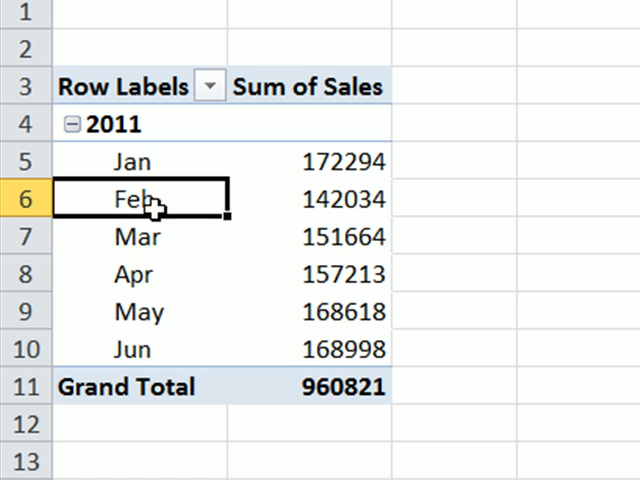 1
2
3 Row Labels Sum of Sales
4 2011
5 Jan 172294
6 Feb 142034
7 Mar 151664
8 Apr 157213
9 May 168618
10 Jun 168998
11 Grand Total 960821
12
13